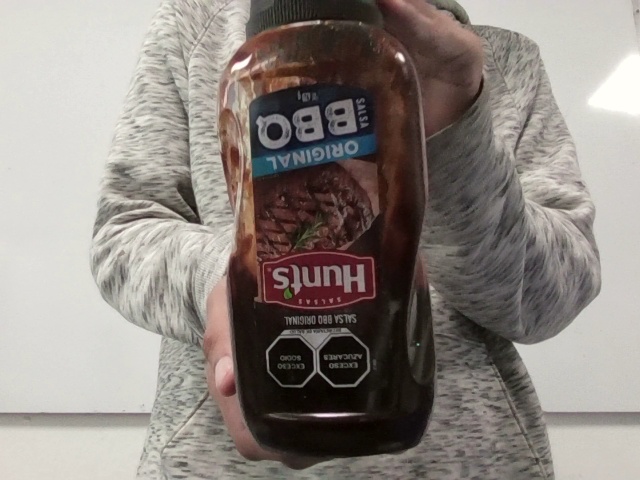 SALSA BBQ ORIGINAL
SALSAS
Hunt's
ORIGINAL
SALSA
BBQ
EXCESO AZÚCARES
EXCESO SODIO